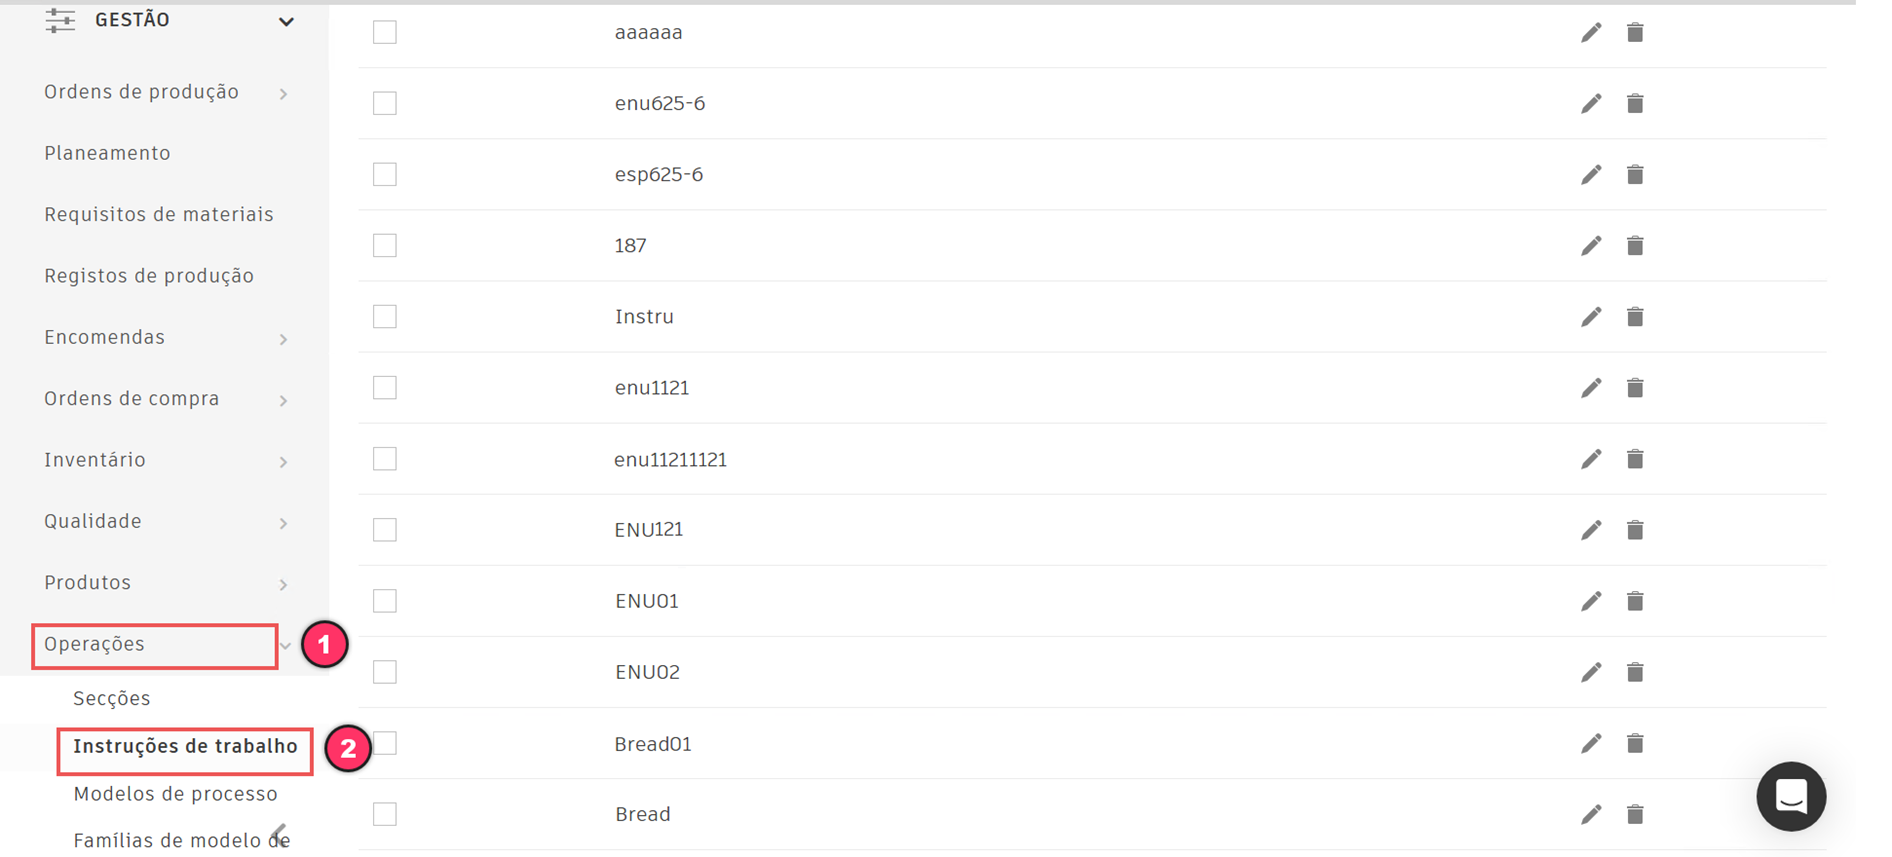 GESTÃO
Ordens de produção
Planeamento
Requisitos de materiais
Registos de produção
Encomendas
Ordens de compra
Inventário
Qualidade
Produtos
Operações
1
Secções
Instruções de trabalho
2
Modelos de processo
Famílias de modelo de
aaaaaa
enu625-6
esp625-6
187
Instru
enu1121
enu11211121
ENU121
ENU01
ENU02
Bread01
Bread